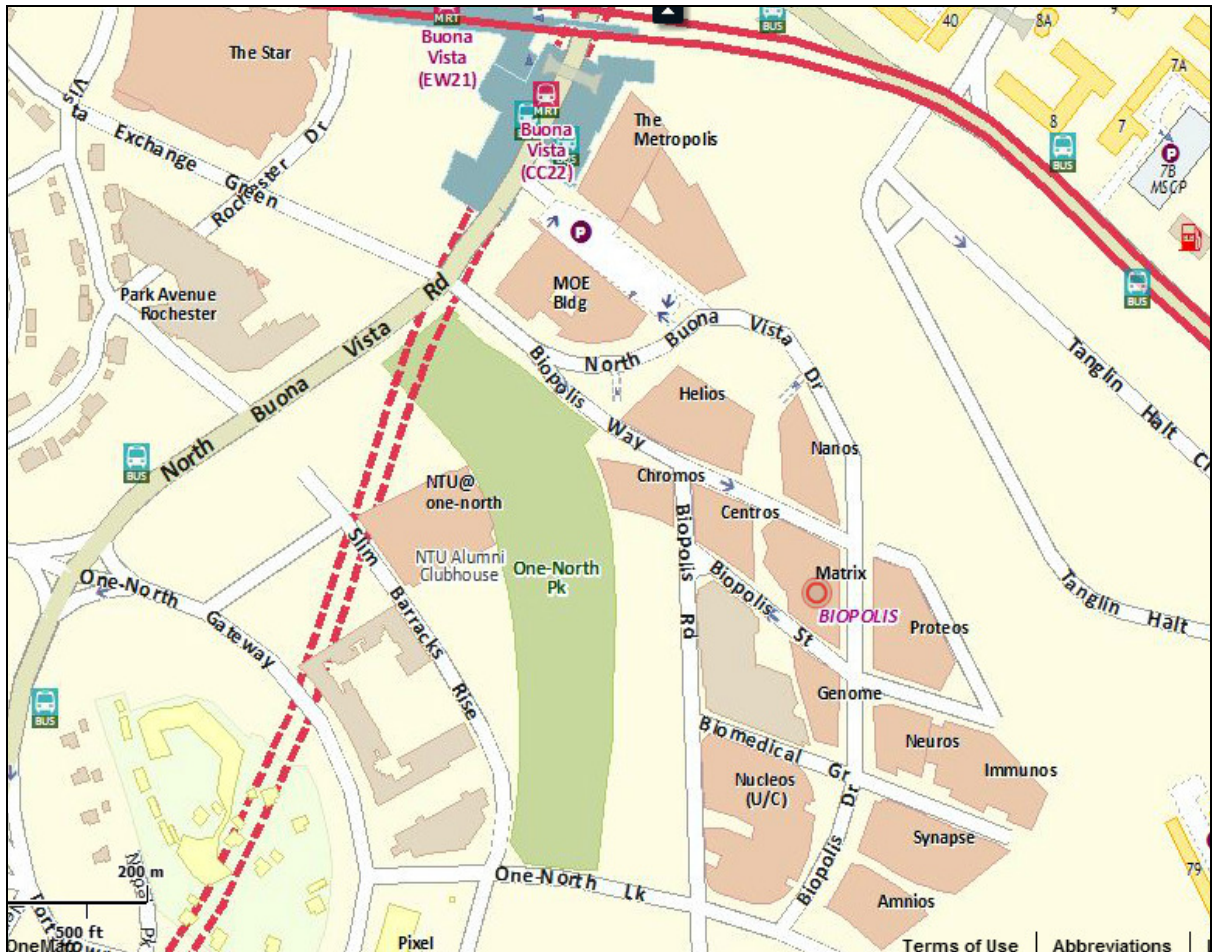 MRT
BUS
40
8A
9
7A
The Star
Buona
Vista
(EW21)
MRT
Buona
Vista
(CC22)
BUS
The
Metropolis
8
7
BUS
P
7B
MSCP
Vista Exchange Green
Rochester Dr
P
BUS
MOE
Bldg
Park Avenue
Rochester
North Buona Vista Rd
North Buona Vista Dr
Biopolis Way
Tanglin Halt
Helios
Nanos
BUS
Chromos
NTU@
one-north
Centros
NTU Alumni
Clubhouse
One-North
Pk
Slim Barracks Rise
Biopolis Rd
Biopolis St
Matrix
BIOPOLIS
Proteos
Tanglin Halt
One-North Gateway
BUS
Genome
Biomedical Gr
Neuros
Immunos
Nucleos
(U/C)
Biopolis Dr
Synapse
79
200 m
One-North Lk
Amnios
500 ft
Pixel
OneMap
Terms of Use
Abbreviations